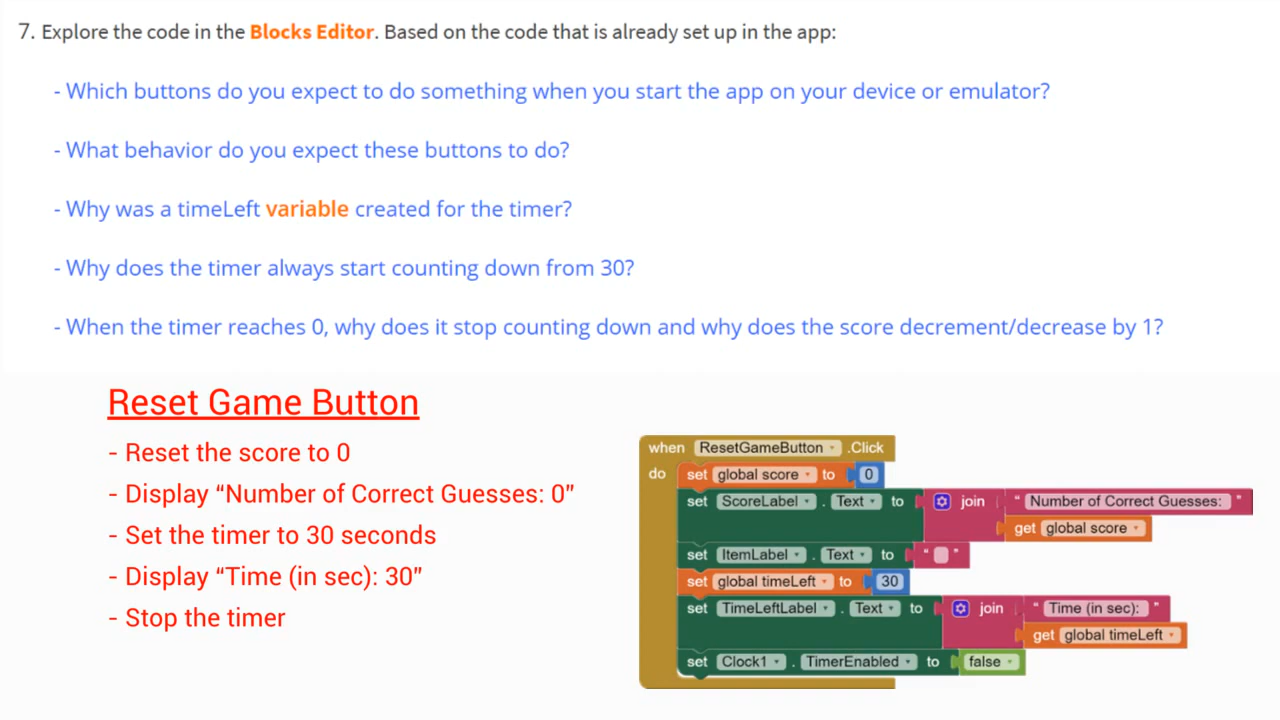 7. Explore the code in the Blocks Editor. Based on the code that is already set up in the app:
- Which buttons do you expect to do something when you start the app on your device or emulator?
- What behavior do you expect these buttons to do?
- Why was a timeLeft variable created for the timer?
- Why does the timer always start counting down from 30?
- When the timer reaches 0, why does it stop counting down and why does the score decrement/decrease by 1?
Reset Game Button
- Reset the score to 0
- Display “Number of Correct Guesses: 0”
- Set the timer to 30 seconds
- Display “Time (in sec): 30”
- Stop the timer
when ResetGameButton .Click
do set global score to 0
set ScoreLabel . Text to join " Number of Correct Guesses: "
get global score
set ItemLabel . Text to " "
set global timeLeft to 30
set TimeLeftLabel . Text to join " Time (in sec): "
get global timeLeft
set Clock1 . TimerEnabled to false